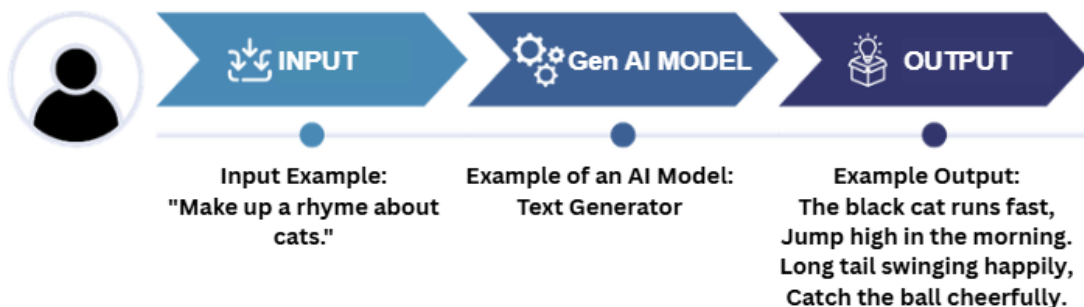 INPUT
Gen AI MODEL
OUTPUT
Input Example:
"Make up a rhyme about
cats."
Example of an AI Model:
Text Generator
Example Output:
The black cat runs fast,
Jump high in the morning.
Long tail swinging happily,
Catch the ball cheerfully.